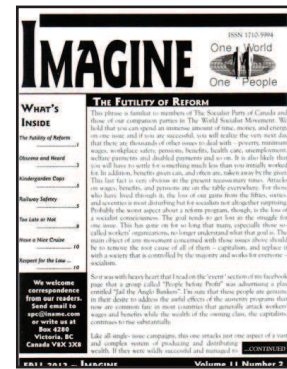 ISSN 1710-5994
IMAGINE
One World
One People
WHAT'S
INSIDE
The Futility of Reform
1
Obscene and Heard
2
Kindergarden Cops
3
Railway Safety
Too Late or Not
Have a Nice Cruise
10
Respect for the Law ...
10
We welcome
correspondence
from our readers.
Send email to
spc@iname.com
or write us at
Box 4280
Victoria, BC
Canada V8X 3X8
THE FUTILITY OF REFORM
This phrase is familiar to members of The Socialist Party of Canada and
those of our companion parties in The World Socialist Movement. We
hold that you can spend an immense amount of time, money, and energy
on one issue and if you are successful, you will realize the very next day
that there are thousands of other issues to deal with – poverty, minimum
wages, workplace safety, pensions, benefits, health care, unemployment,
welfare payments and disabled payments and so on. It is also likely that
you will have to settle for something much less than you initially worked
for. In addition, benefits given can, and often are, taken away by the givers.
This last fact is very obvious in the present recessionary times. Attacks
on wages, benefits, and pensions are on the table everywhere. For those
who have lived through it, the loss of our gains from the fifties, sixties,
and seventies is most disturbing but for socialists not altogether surprising.
Probably the worst aspect of a reform program, though, is the loss of
a socialist consciousness. The goal tends to get lost in the struggle for
one issue. This has gone on for so long that many, especially those so-
called workers' organizations, no longer understand what that goal is. The
main object of any movement concerned with those issues above should
be to remove the root cause of all of them – capitalism, and replace it
with a society that is controlled by the majority and works for everyone –
socialism.
So it was with heavy heart that I read on the 'event' section of my facebook
page that a group called "People before Profit" was advertising a play
entitled "Jail the Anglo Bankers". I'm sure that these people are genuine
in their desire to address the awful effects of the austerity programs that
now are common fare in most countries that generally attack workers'
wages and benefits while the wealth of the owning class, the capitalists,
continues to rise substantially.
Like all single-issue campaigns, this one attacks just one aspect of a vast
and complex system of producing and distributing
wealth. If they were wildly successful and managed to
...CONTINUED
FALL 2012 – IMAGINE
Volume 11 Number 2